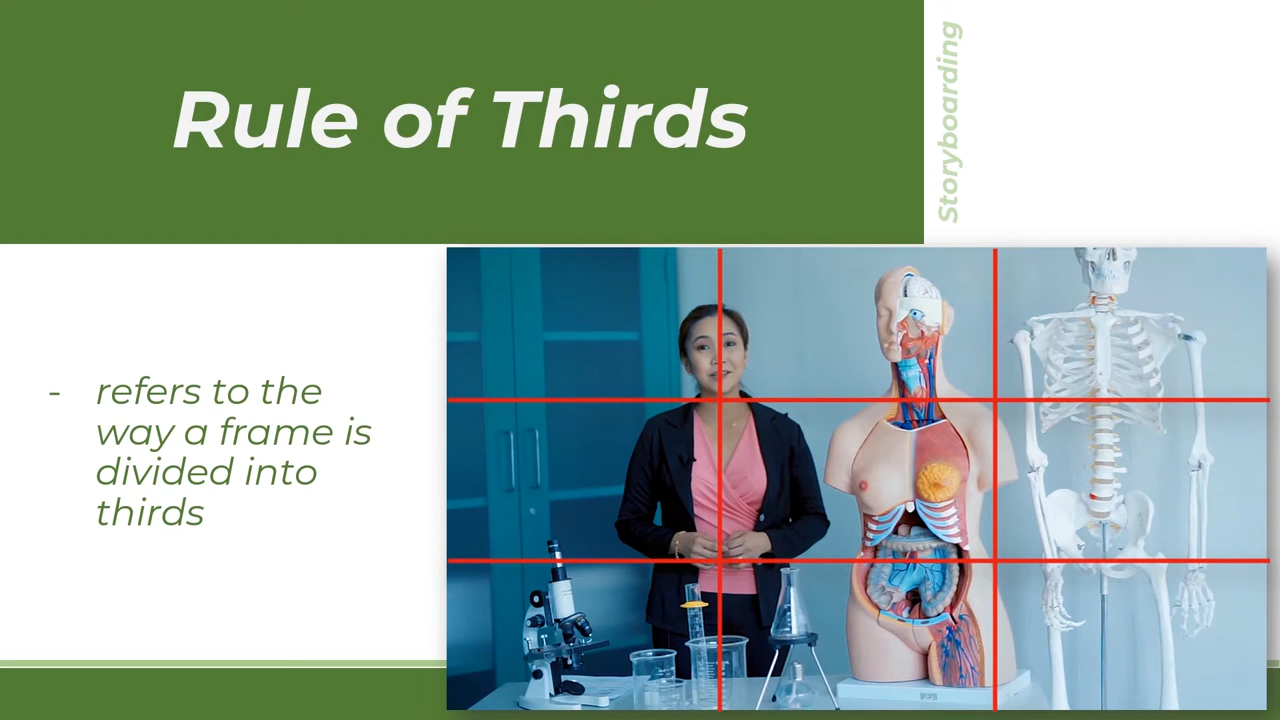 Rule of Thirds
Storyboarding
- refers to the
way a frame is
divided into
thirds